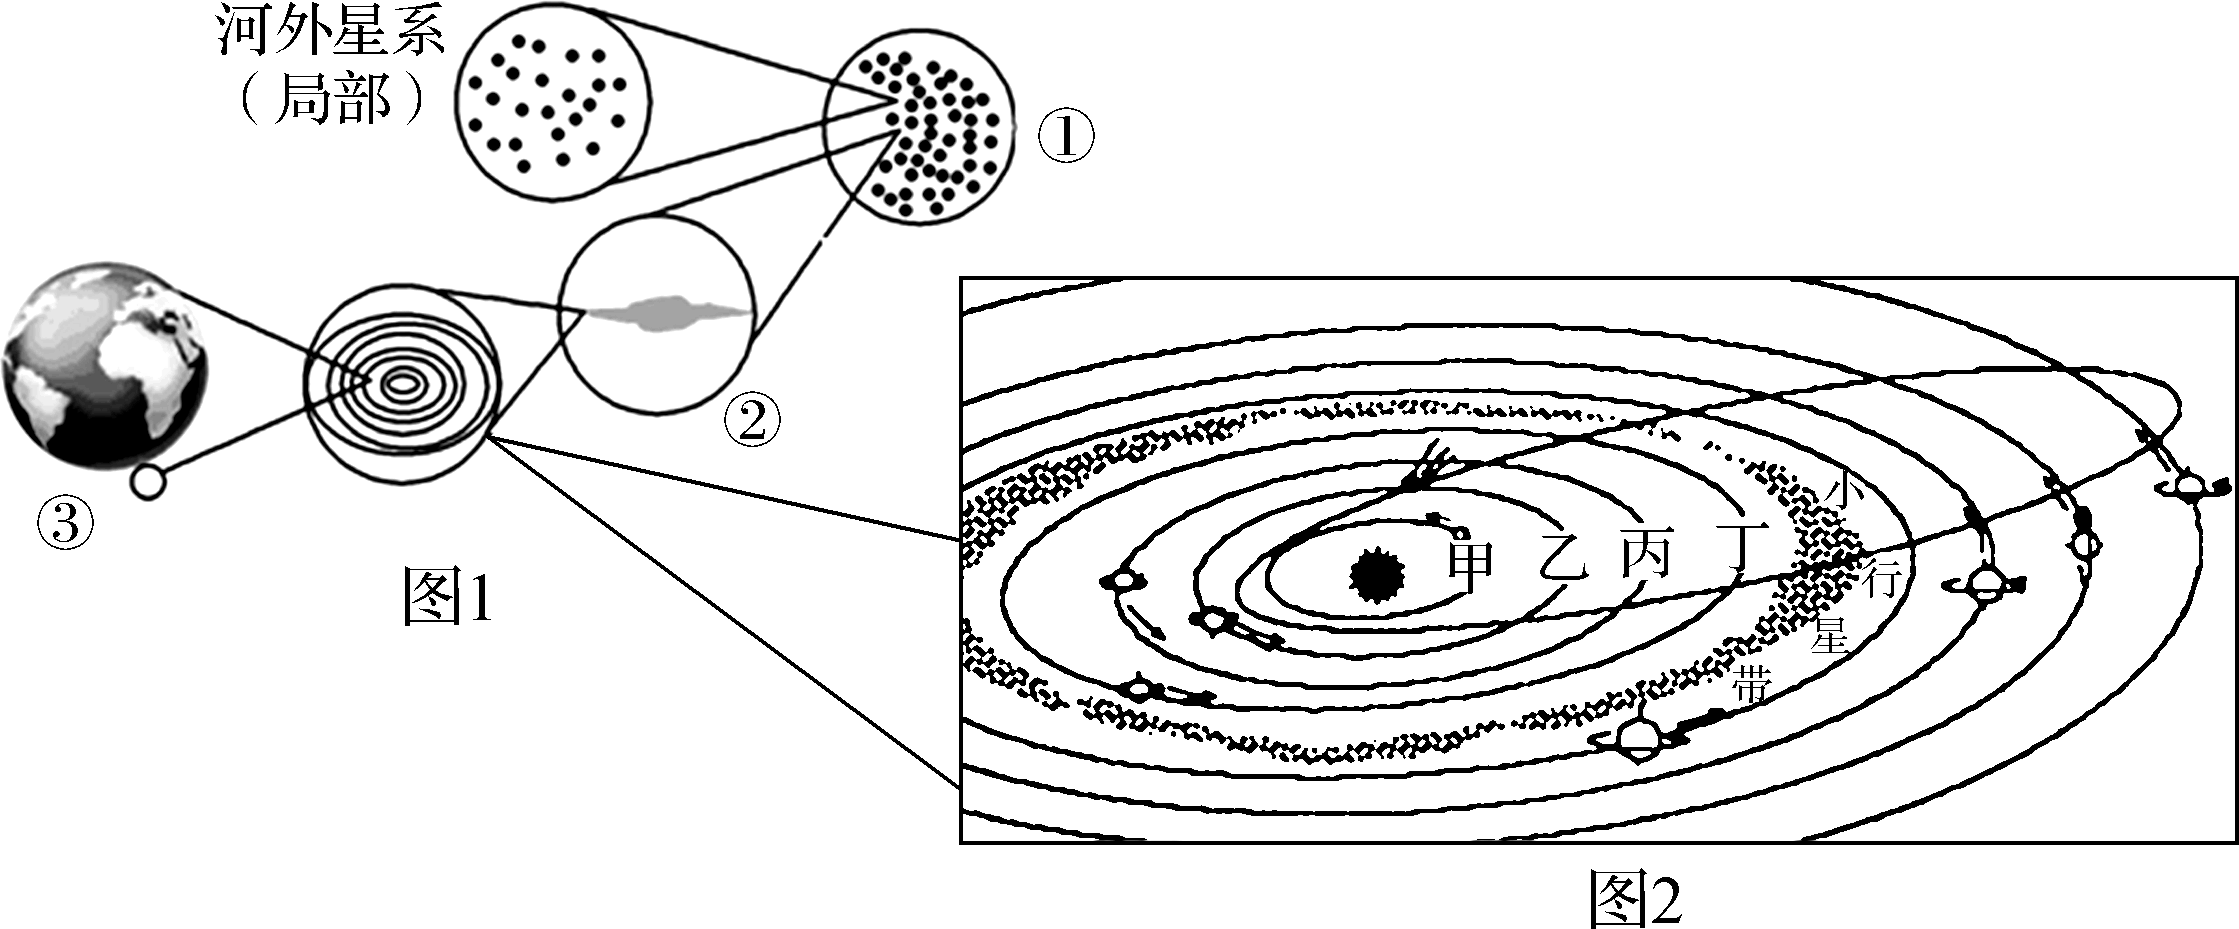 河外星系
（局部）
①
②
③
图1
甲 乙 丙 丁
小
行
星
带
图2